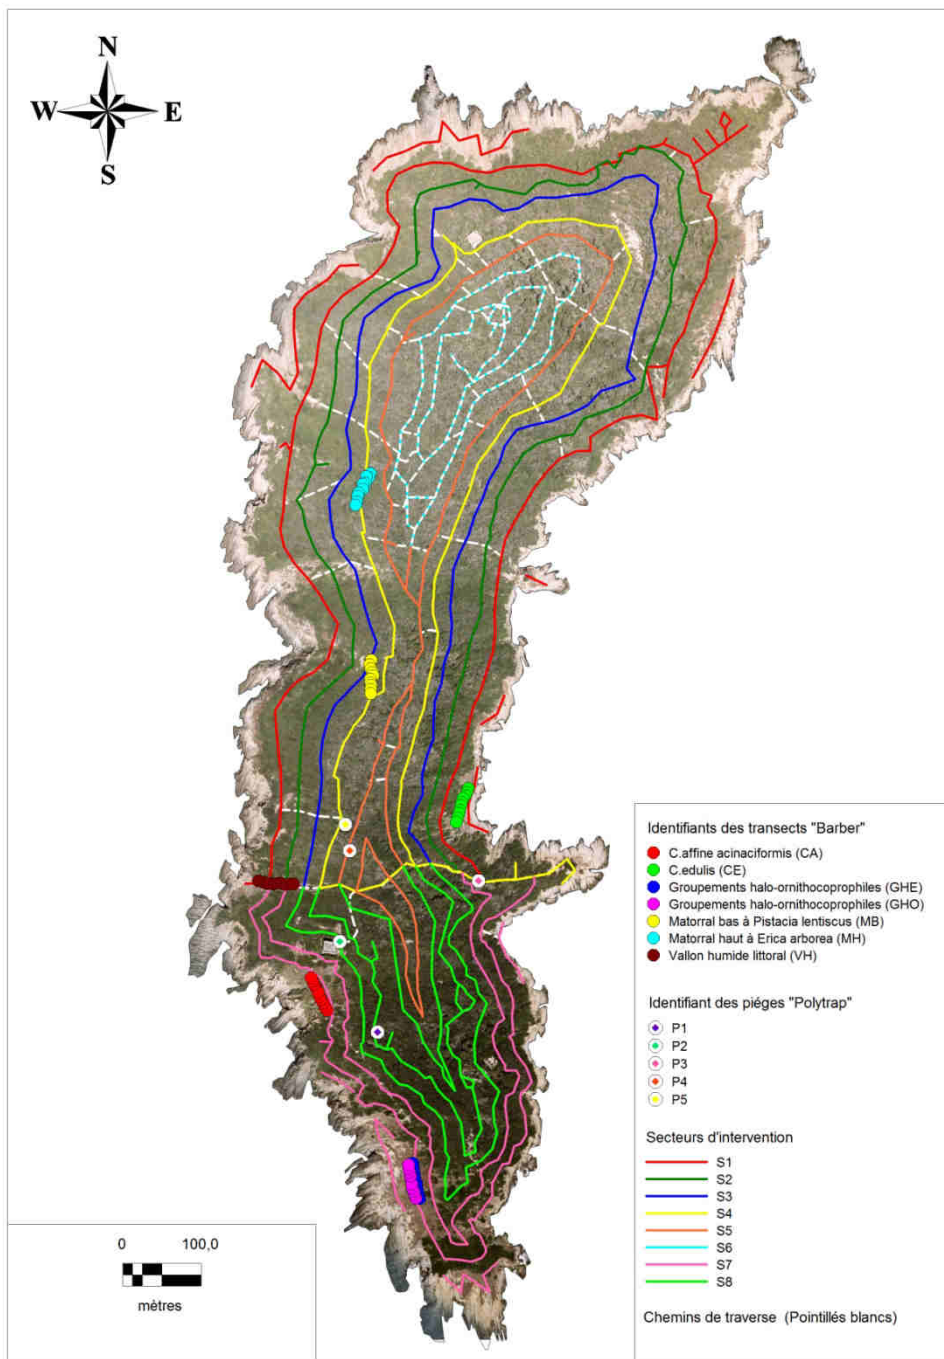 N
W E
S
Identifiants des transects "Barber"
C.affine acinaciformis (CA)
C.edulis (CE)
Groupements halo-ornithocoprophiles (GHE)
Groupements halo-ornithocoprophiles (GHO)
Matorral bas à Pistacia lentiscus (MB)
Matorral haut à Erica arborea (MH)
Vallon humide littoral (VH)
Identifiant des piéges "Polytrap"
P1
P2
P3
P4
P5
Secteurs d'intervention
S1
S2
S3
S4
S5
S6
S7
S8
Chemins de traverse (Pointillés blancs)
0 100,0
mètres